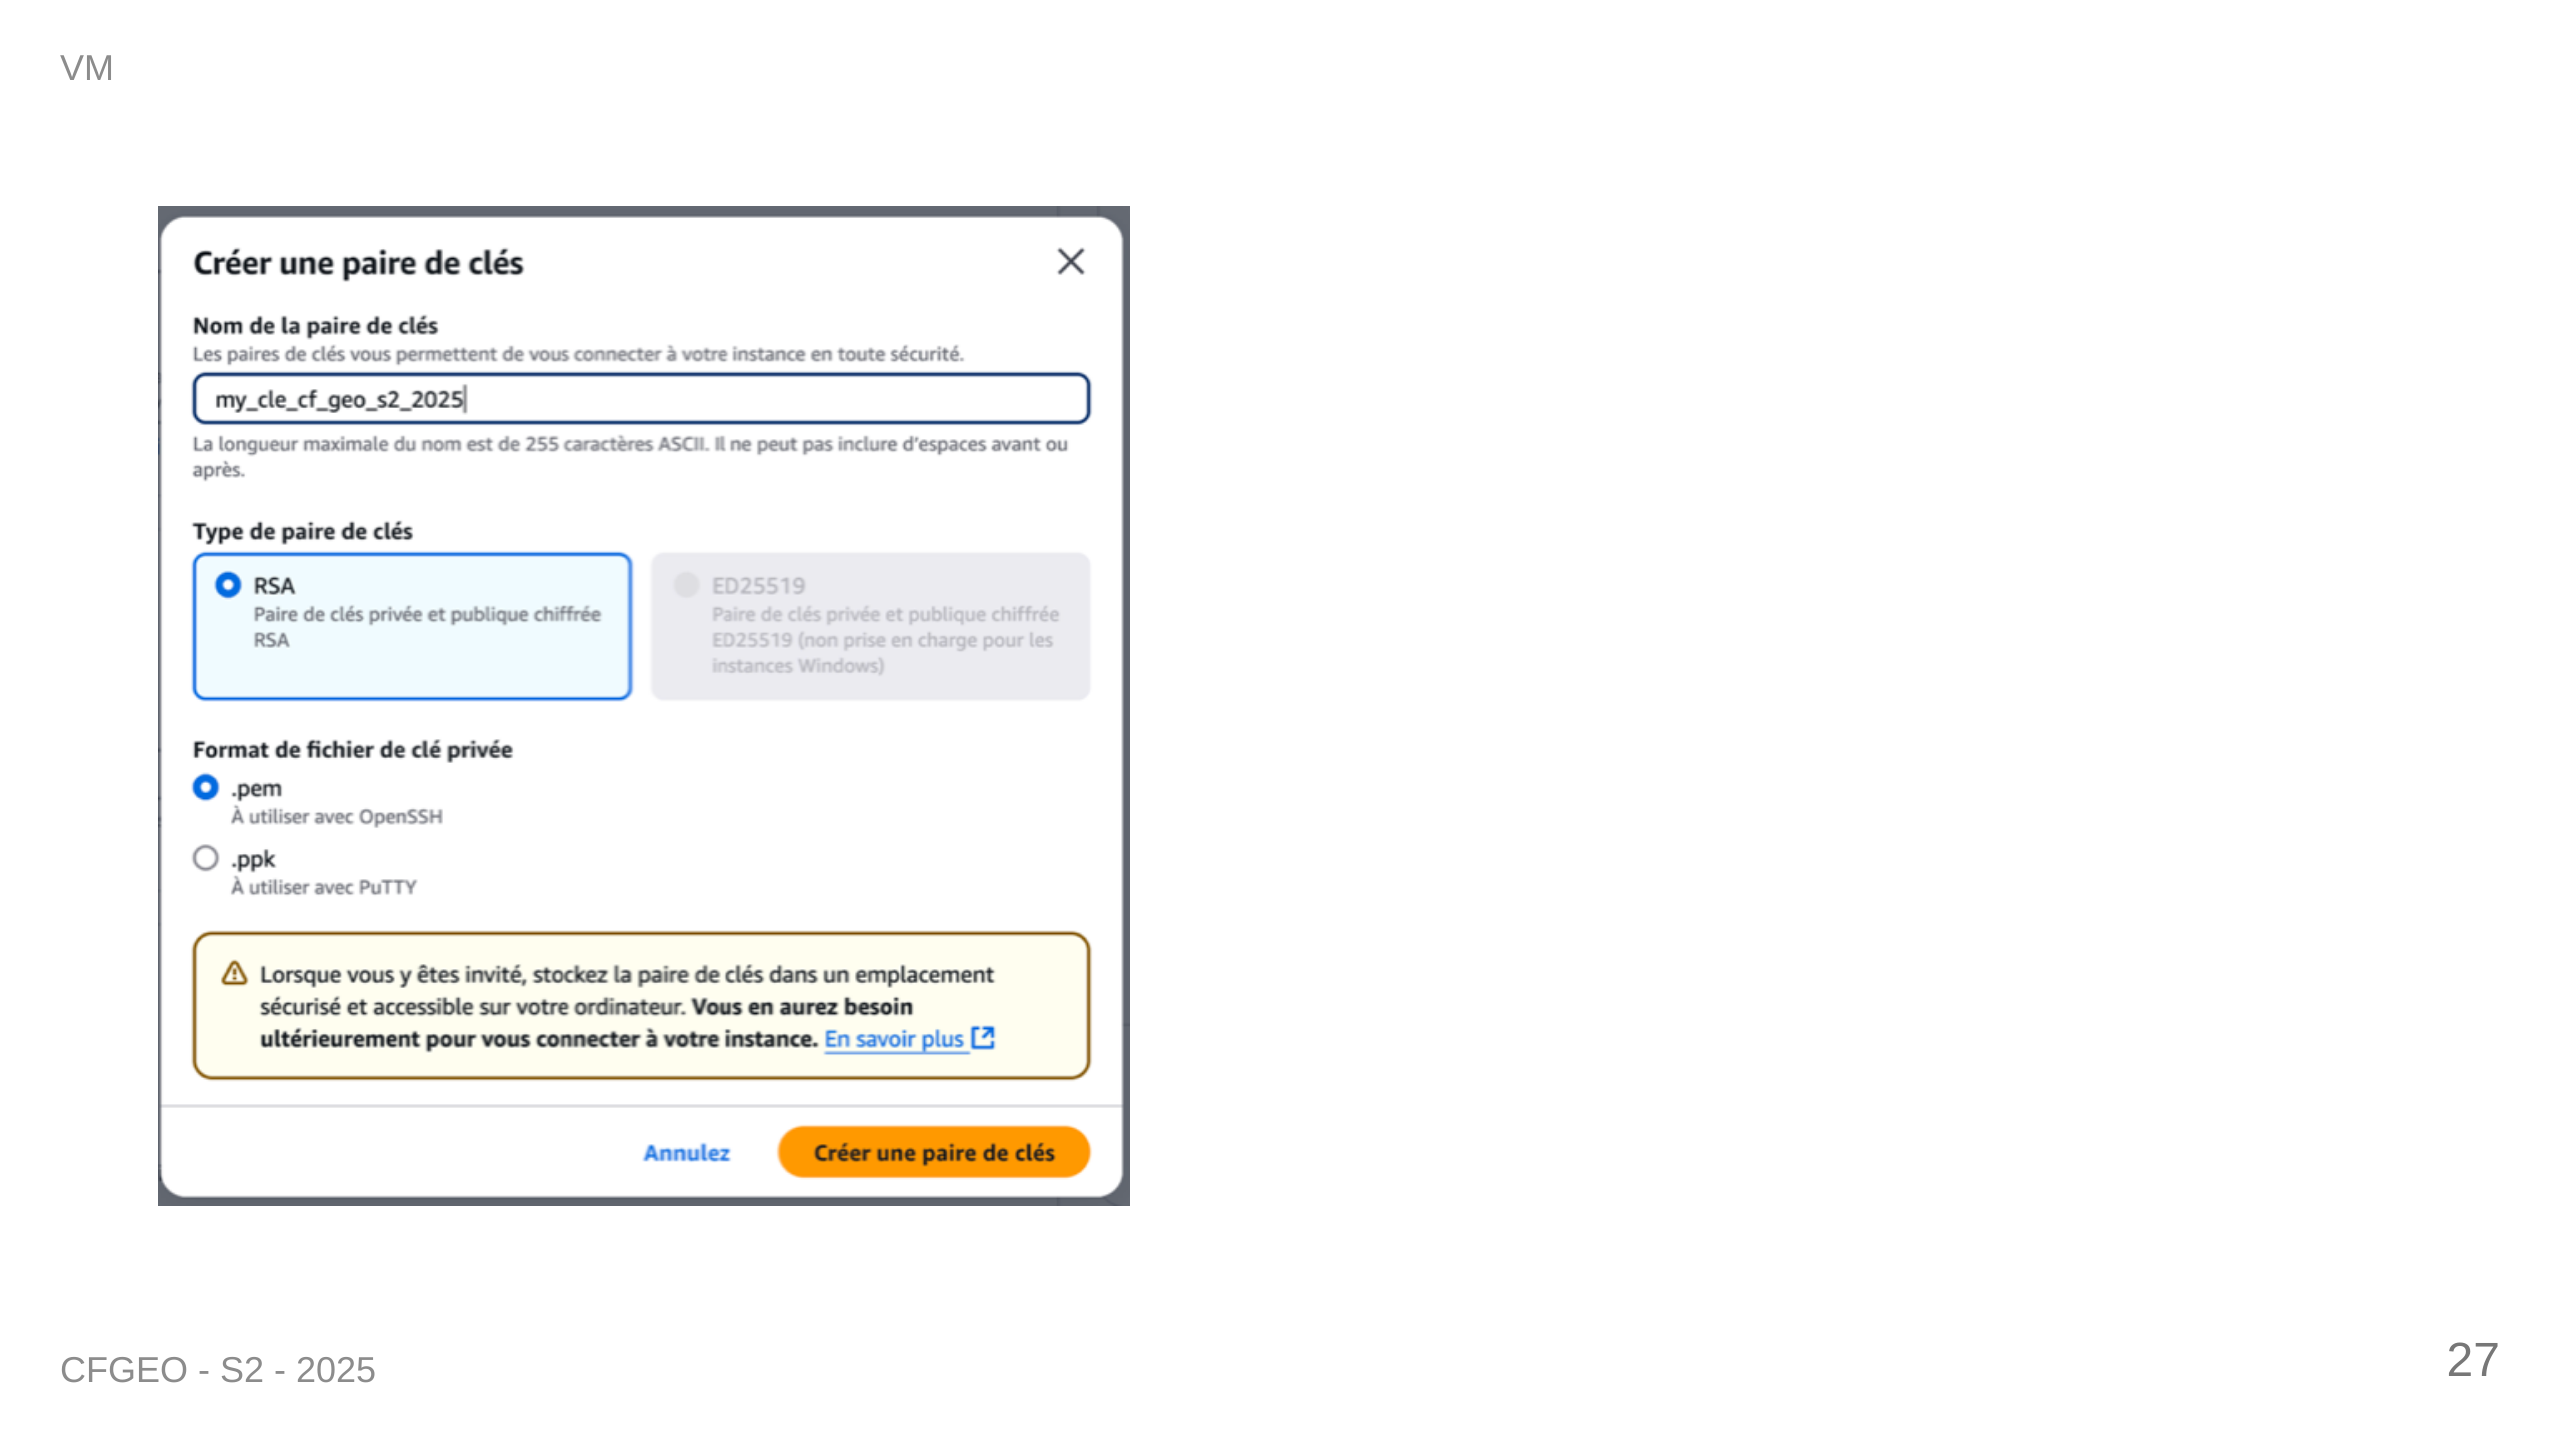 VM
Créer une paire de clés
Nom de la paire de clés
Les paires de clés vous permettent de vous connecter à votre instance en toute sécurité.
my_cle_cf_geo_s2_2025
La longueur maximale du nom est de 255 caractères ASCII. Il ne peut pas inclure d'espaces avant ou
après.
Type de paire de clés
RSA
Paire de clés privée et publique chiffrée
RSA
ED25519
Paire de clés privée et publique chiffrée
ED25519 (non prise en charge pour les
instances Windows)
Format de fichier de clé privée
.pem
À utiliser avec OpenSSH
.ppk
À utiliser avec PuTTY
Lorsque vous y êtes invité, stockez la paire de clés dans un emplacement
sécurisé et accessible sur votre ordinateur. Vous en aurez besoin
ultérieurement pour vous connecter à votre instance. En savoir plus
Annulez
Créer une paire de clés
CFGEO - S2 - 2025
27